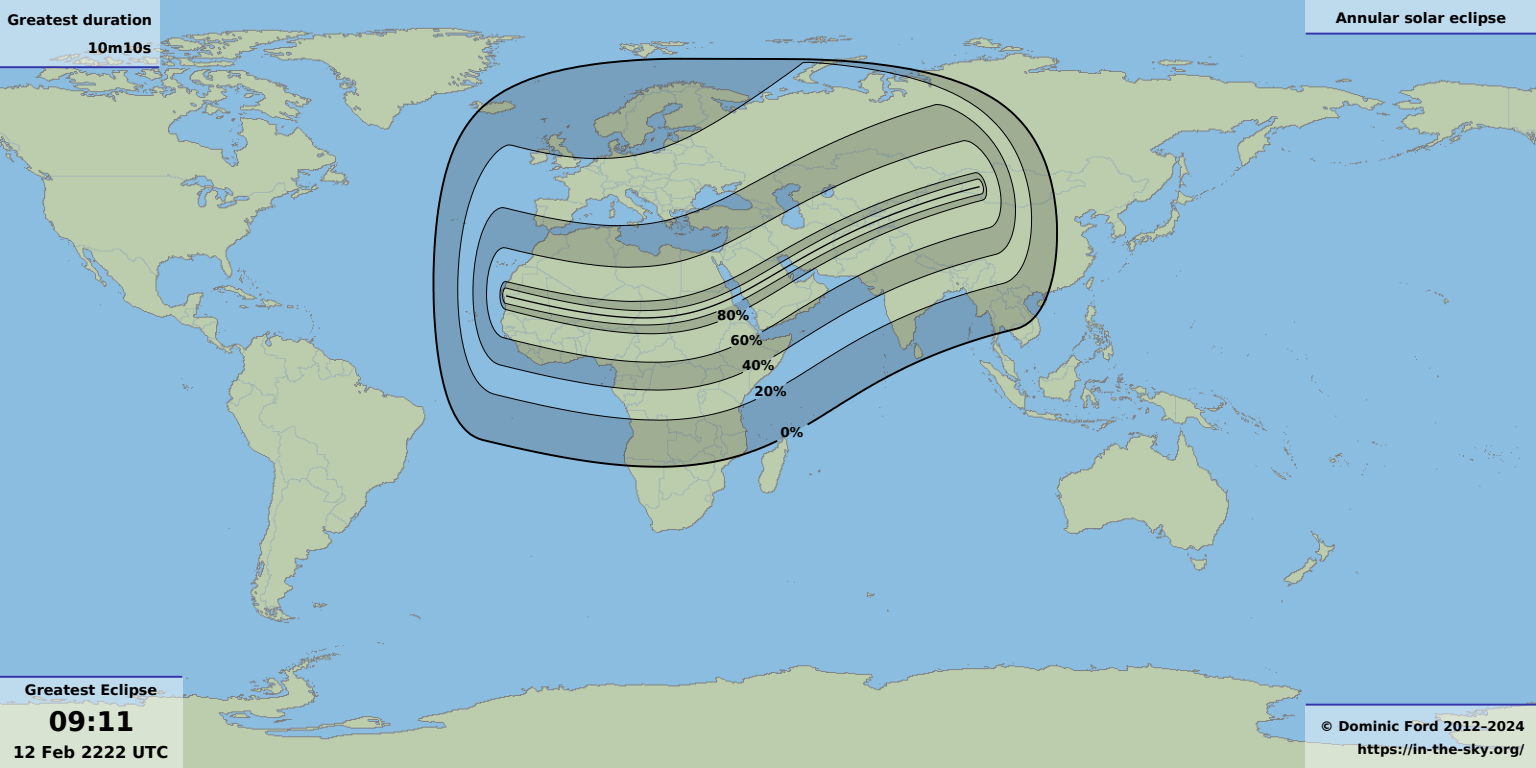 Greatest duration
10m10s
Annular solar eclipse
80%
60%
40%
20%
0%
Greatest Eclipse
09:11
12 Feb 2222 UTC
© Dominic Ford 2012–2024
https://in-the-sky.org/